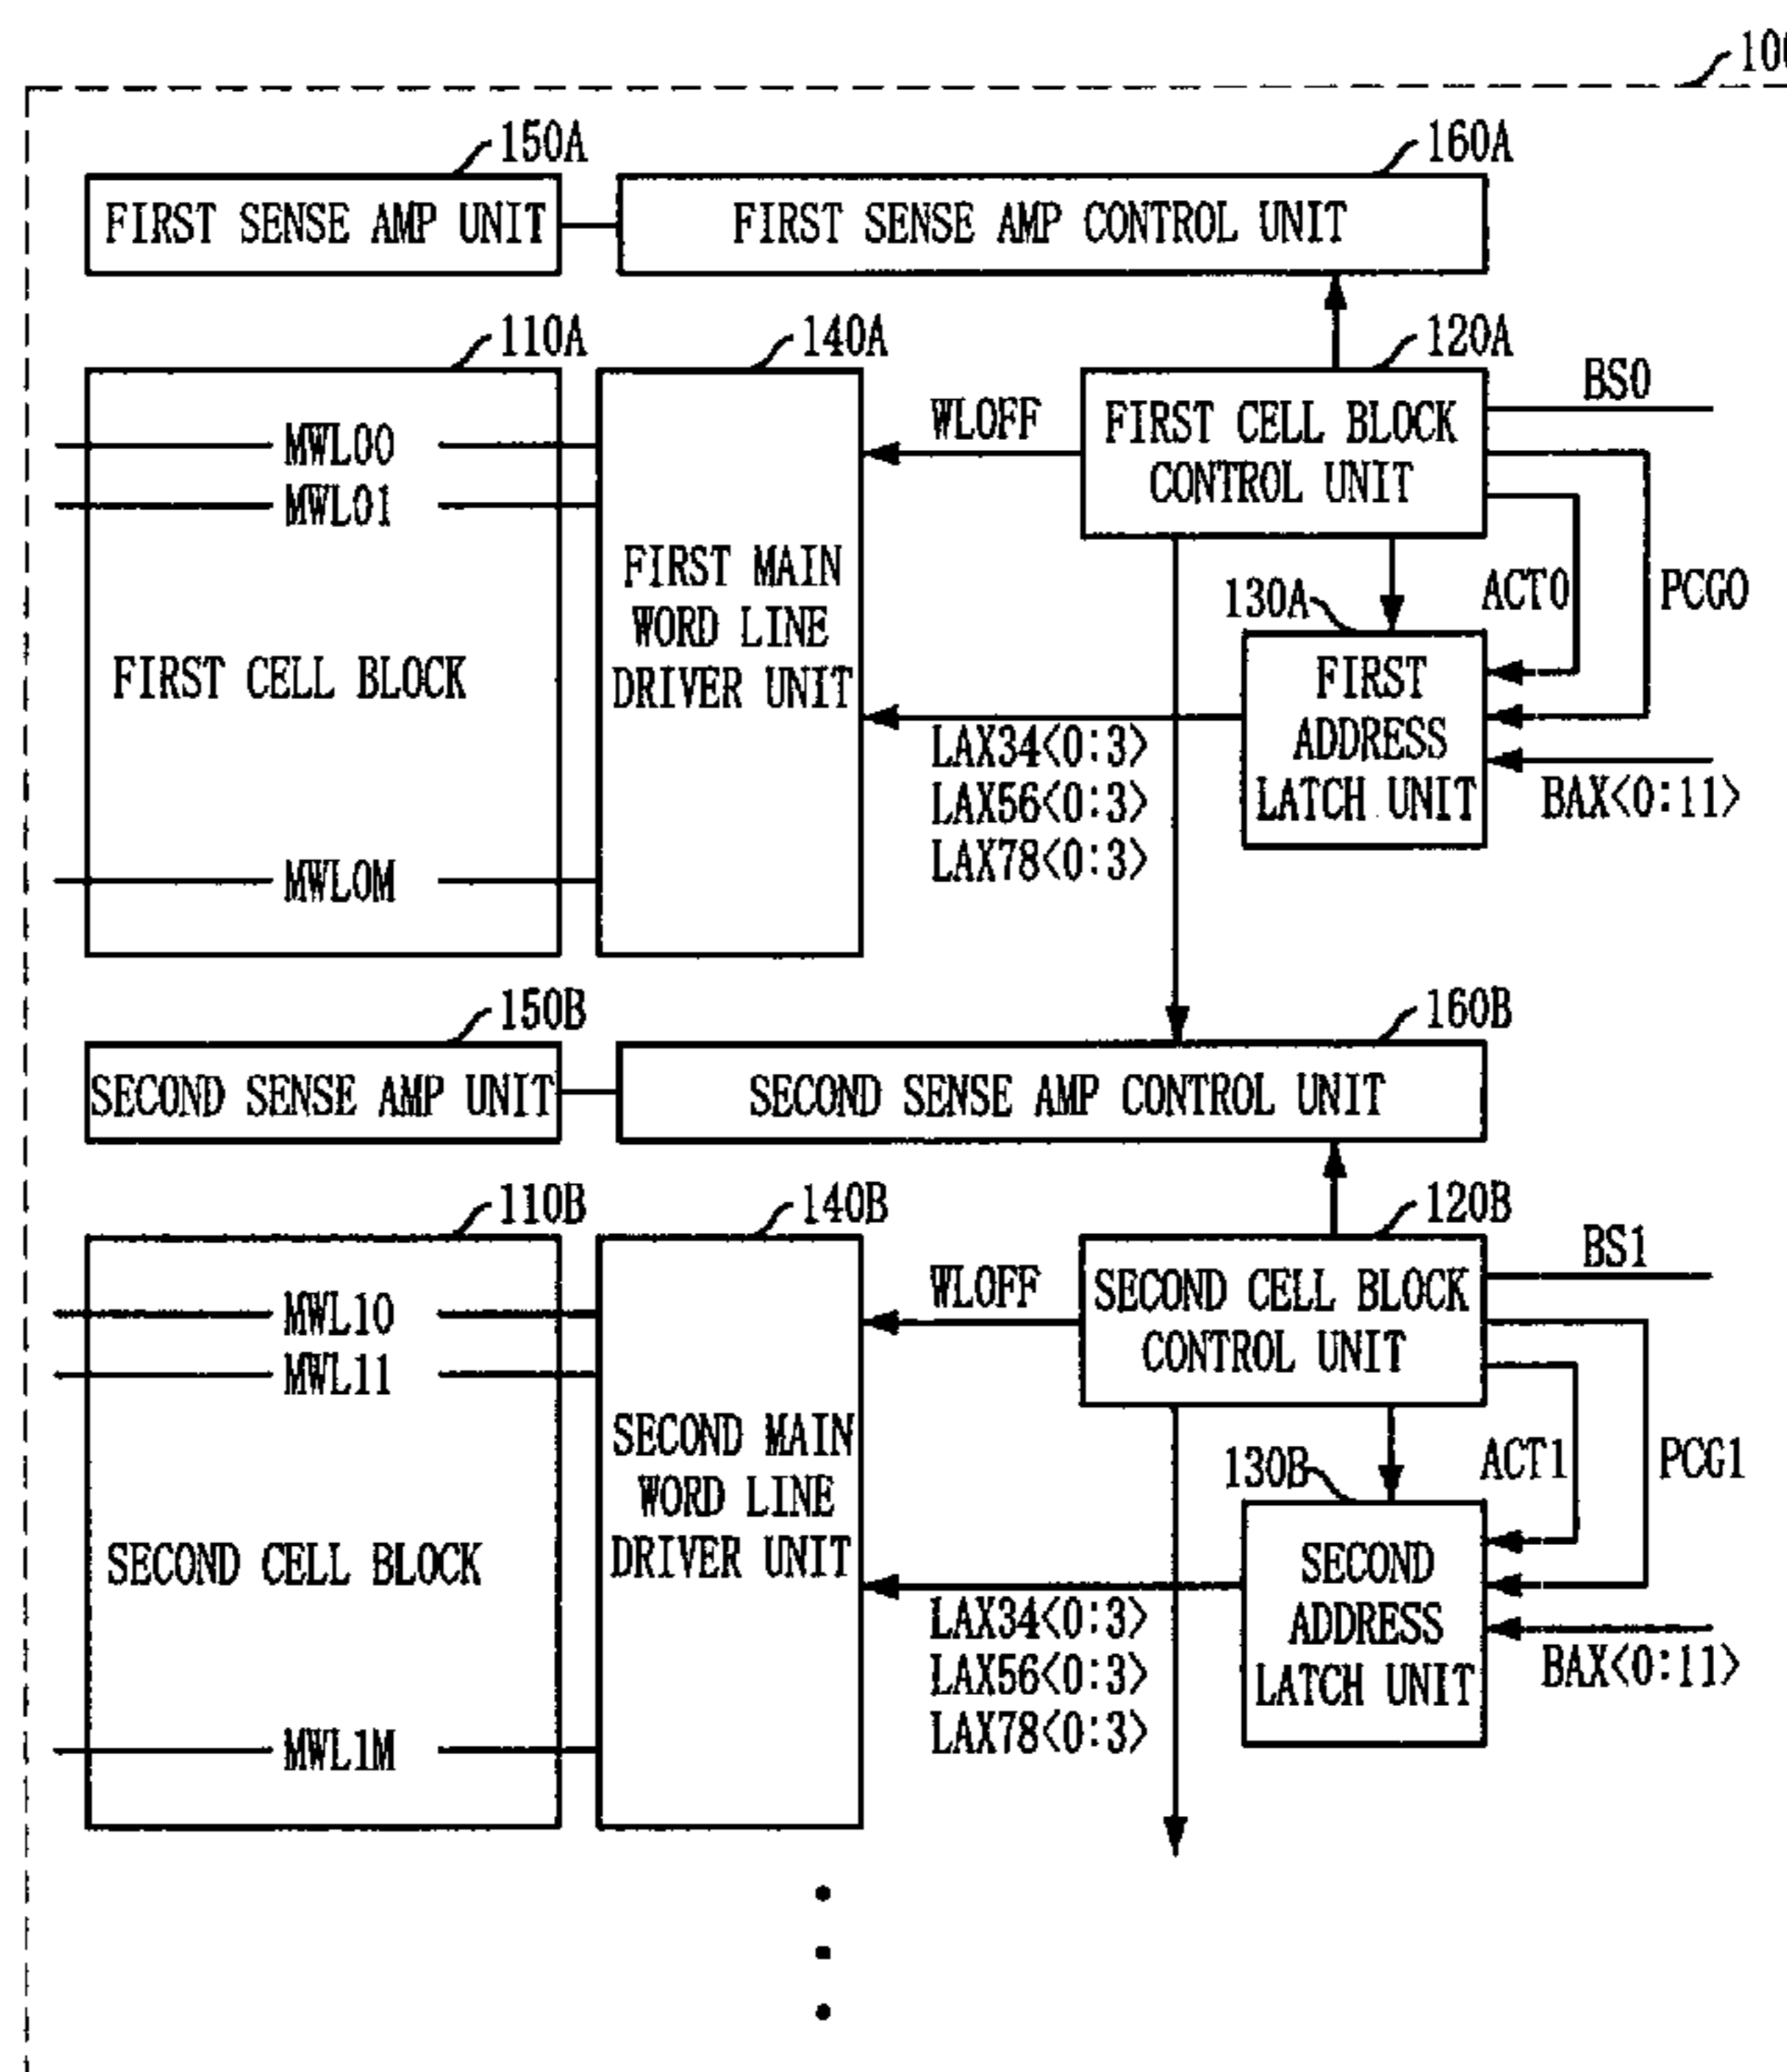 100
150A
160A
FIRST SENSE AMP UNIT
FIRST SENSE AMP CONTROL UNIT
110A
140A
120A
BS0
WLOFF
FIRST CELL BLOCK
CONTROL UNIT
MWL00
MWL01
FIRST MAIN
WORD LINE
DRIVER UNIT
ACT0
PCG0
130A
FIRST CELL BLOCK
FIRST
ADDRESS
LATCH UNIT
LAX34<0:3>
LAX56<0:3>
LAX78<0:3>
BAX<0:11>
MWL0M
150B
160B
SECOND SENSE AMP UNIT
SECOND SENSE AMP CONTROL UNIT
110B
140B
120B
BS1
WLOFF
SECOND CELL BLOCK
CONTROL UNIT
MWL10
MWL11
SECOND MAIN
WORD LINE
DRIVER UNIT
ACT1
PCG1
130B
SECOND CELL BLOCK
SECOND
ADDRESS
LATCH UNIT
LAX34<0:3>
LAX56<0:3>
LAX78<0:3>
BAX<0:11>
MWL1M